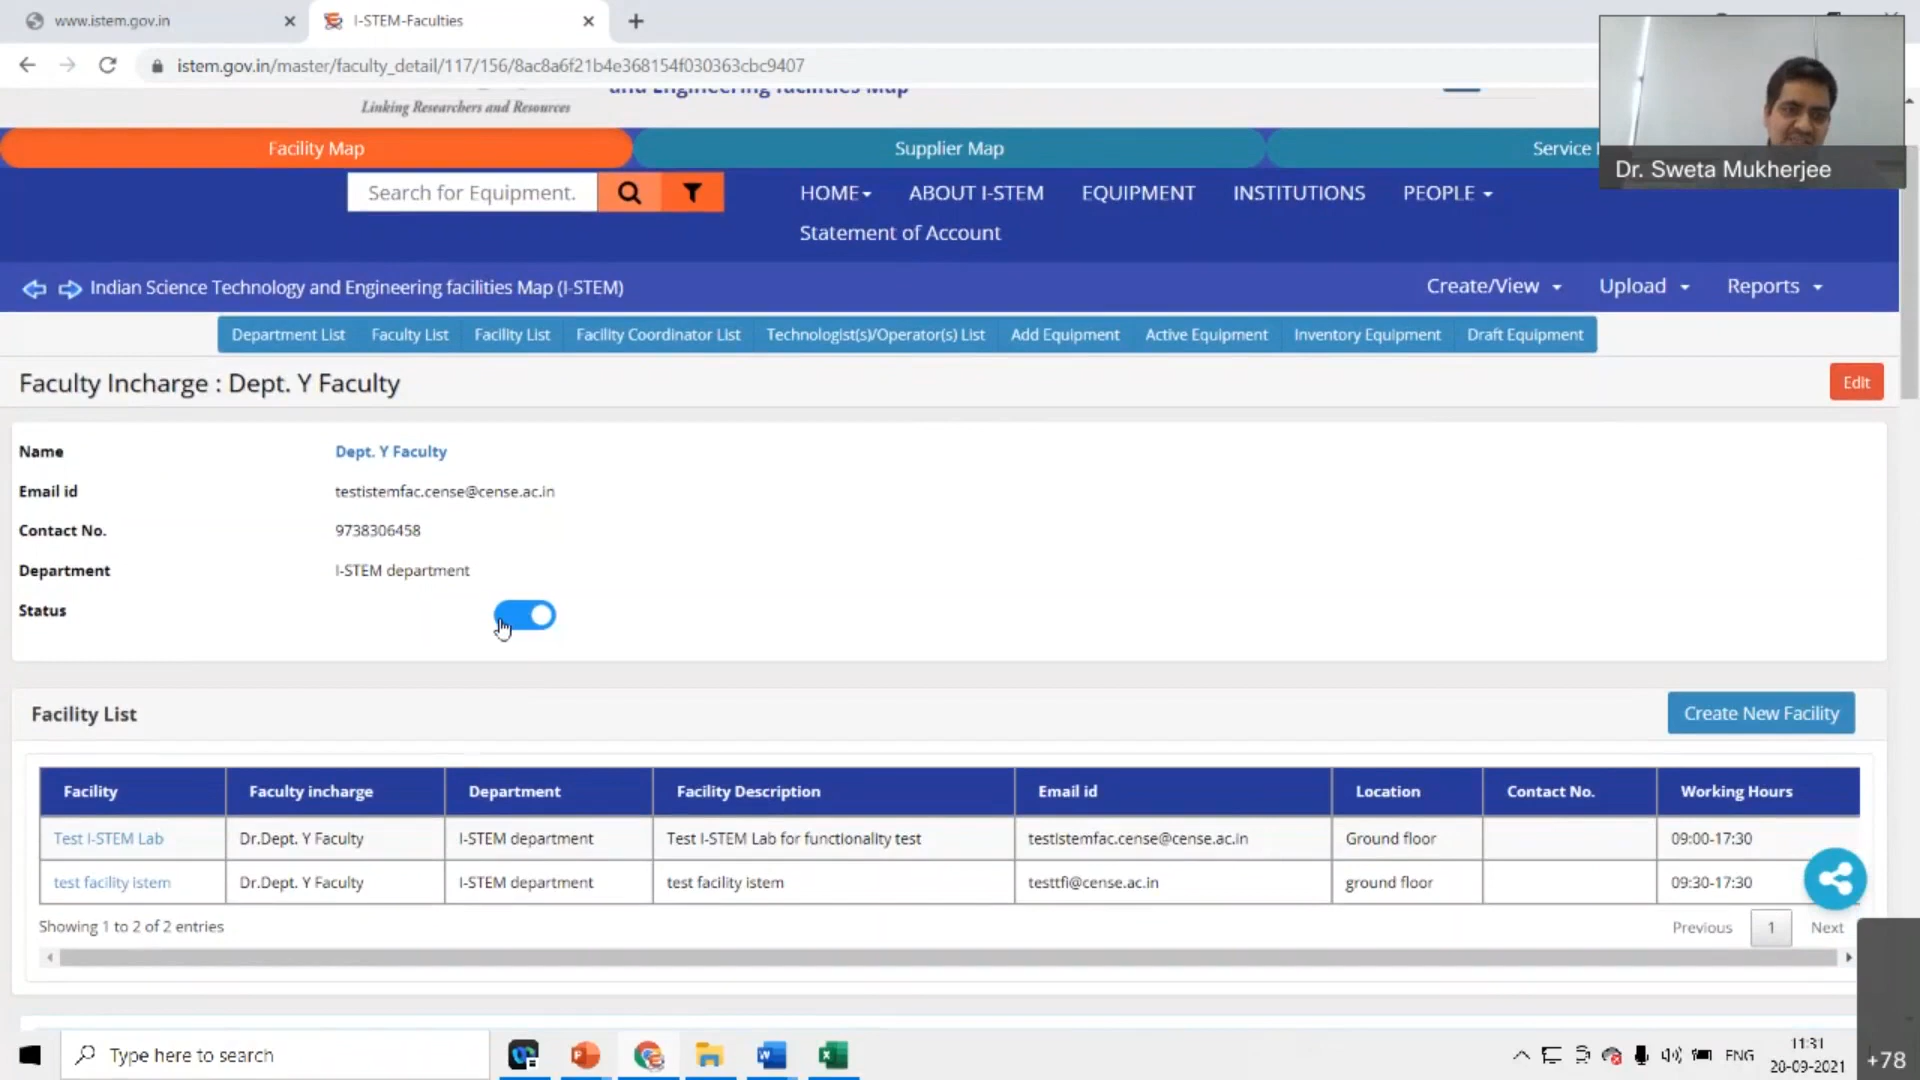 www.istem.gov.in
I-STEM-Faculties
istem.gov.in/master/faculty_detail/117/156/8ac8a6f21b4e368154f030363cbc9407
Linking Researchers and Resources
and Engineering facilities Map
Facility Map
Supplier Map
Service
Dr. Sweta Mukherjee
Search for Equipment.
HOME
ABOUT I-STEM
EQUIPMENT
INSTITUTIONS
PEOPLE
Statement of Account
Indian Science Technology and Engineering facilities Map (I-STEM)
Create/View
Upload
Reports
Department List
Faculty List
Facility List
Facility Coordinator List
Technologist(s)/Operator(s) List
Add Equipment
Active Equipment
Inventory Equipment
Draft Equipment
Faculty Incharge : Dept. Y Faculty
Edit
Name Dept. Y Faculty
Email id testistemfac.cense@cense.ac.in
Contact No. 9738306458
Department I-STEM department
Status
Facility List
Create New Facility
Facility Faculty incharge Department Facility Description Email id Location Contact No. Working Hours
Test I-STEM Lab Dr.Dept. Y Faculty I-STEM department Test I-STEM Lab for functionality test testistemfac.cense@cense.ac.in Ground floor 09:00-17:30
test facility istem Dr.Dept. Y Faculty I-STEM department test facility istem testtfi@cense.ac.in ground floor 09:30-17:30
Showing 1 to 2 of 2 entries
Previous 1 Next
Type here to search
ENG
11:31
20-09-2021
+78